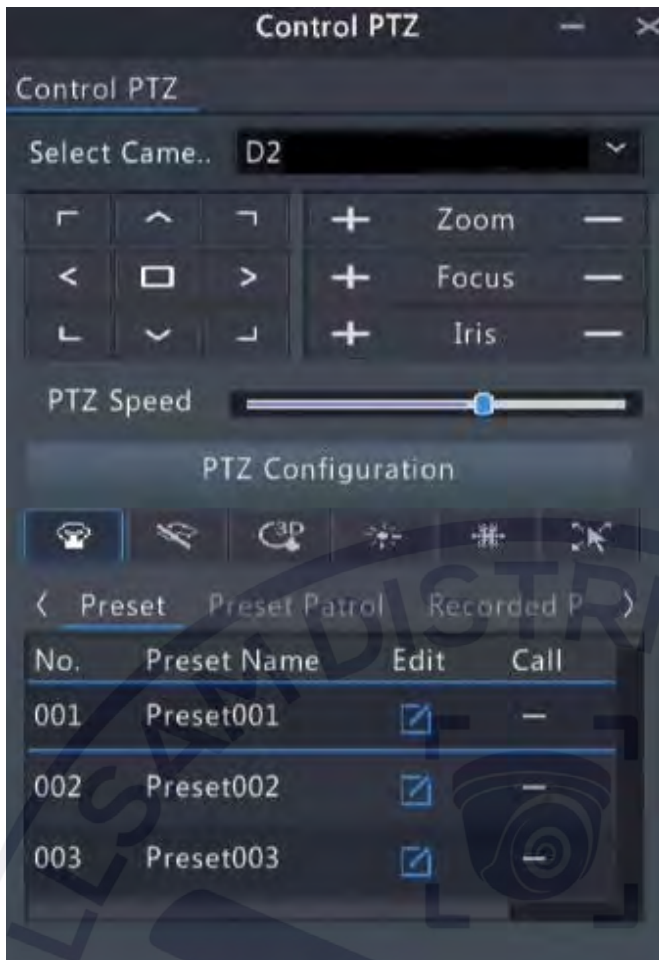 Control PTZ
Control PTZ
Select Came.. D2
Zoom
Focus
Iris
PTZ Speed
PTZ Configuration
3D
Preset Preset Patrol Recorded P
No. Preset Name Edit Call
001 Preset001
002 Preset002
003 Preset003